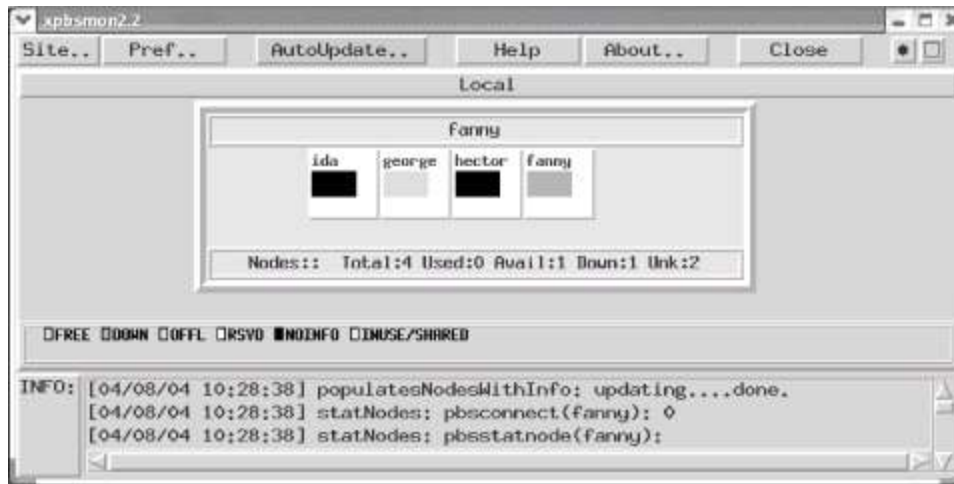 xpbsmon2.2
Site.. Pref.. AutoUpdate.. Help About.. Close
Local
fanny
ida george hector fanny
Nodes:: Total:4 Used:0 Avail:1 Down:1 Unk:2
FREE DOWN OFFL RSVD NOINFO INUSE/SHARED
INFO: [04/08/04 10:28:38] populatesNodesWithInfo: updating....done.
[04/08/04 10:28:38] statNodes: pbsconnect(fanny): 0
[04/08/04 10:28:38] statNodes: pbsstatnode(fanny):